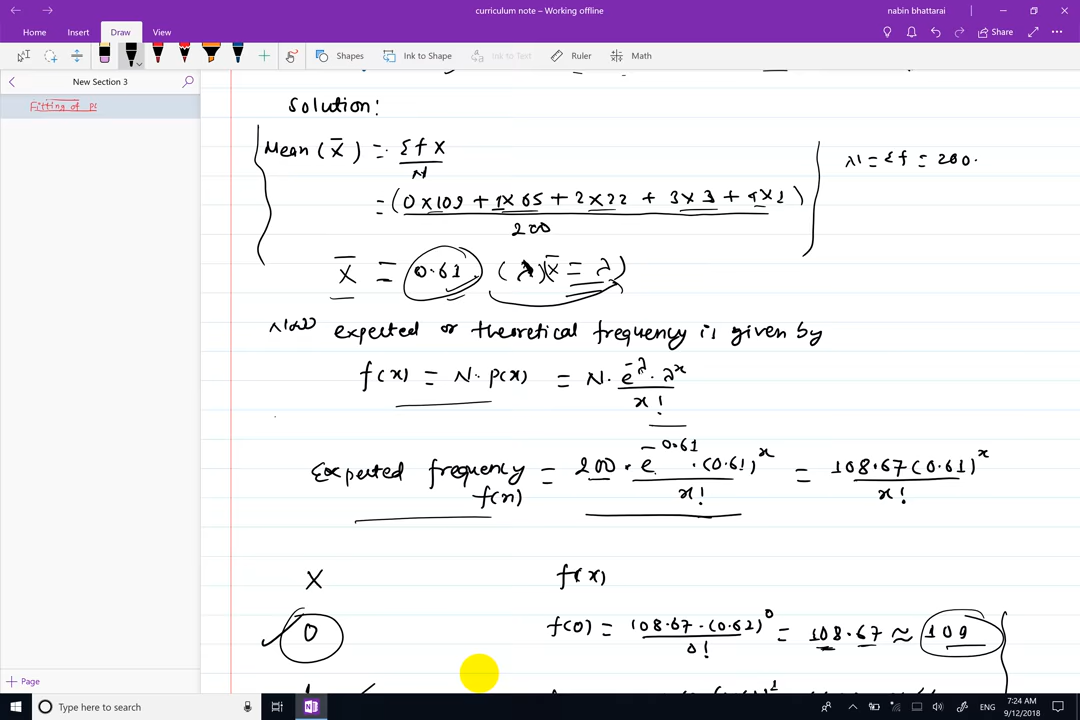 curriculum note – Working offline
nabin bhattarai
Home Insert Draw View
Share
Shapes Ink to Shape Ink to Text Ruler Math
New Section 3
Fitting of po
Solution:
Mean (X̄) = Σf X / N
N = Σf = 200.
= (0 × 109 + 1 × 65 + 2 × 22 + 3 × 3 + 4 × 1) / 200
X̄ = 0.61 (X̄ = λ)
expected or theoretical frequency is given by
f(x) = N. p(x) = N. e^-λ . λ^x / x!
Expected frequency f(x) = 200 . e^-0.61 . (0.61)^x / x! = 108.67 (0.61)^x / x!
X f(x)
0 f(0) = 108.67 . (0.61)^0 / 0! = 108.67 ≈ 109
Page
Type here to search
ENG
7:24 AM
9/12/2018